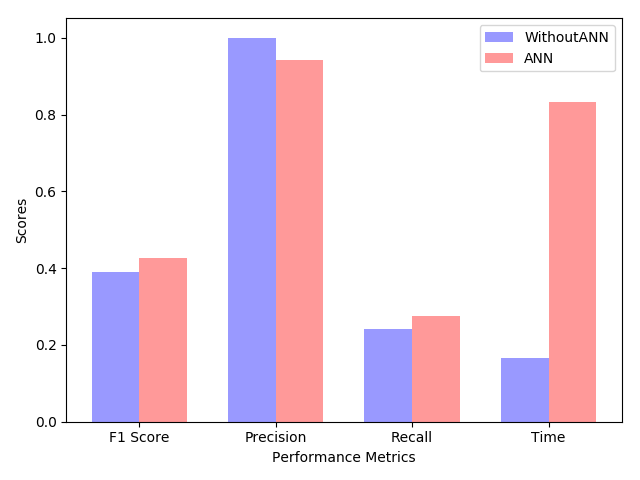 WithoutANN
ANN
1.0
0.8
0.6
0.4
0.2
0.0
Scores
F1 Score Precision Recall Time
Performance Metrics